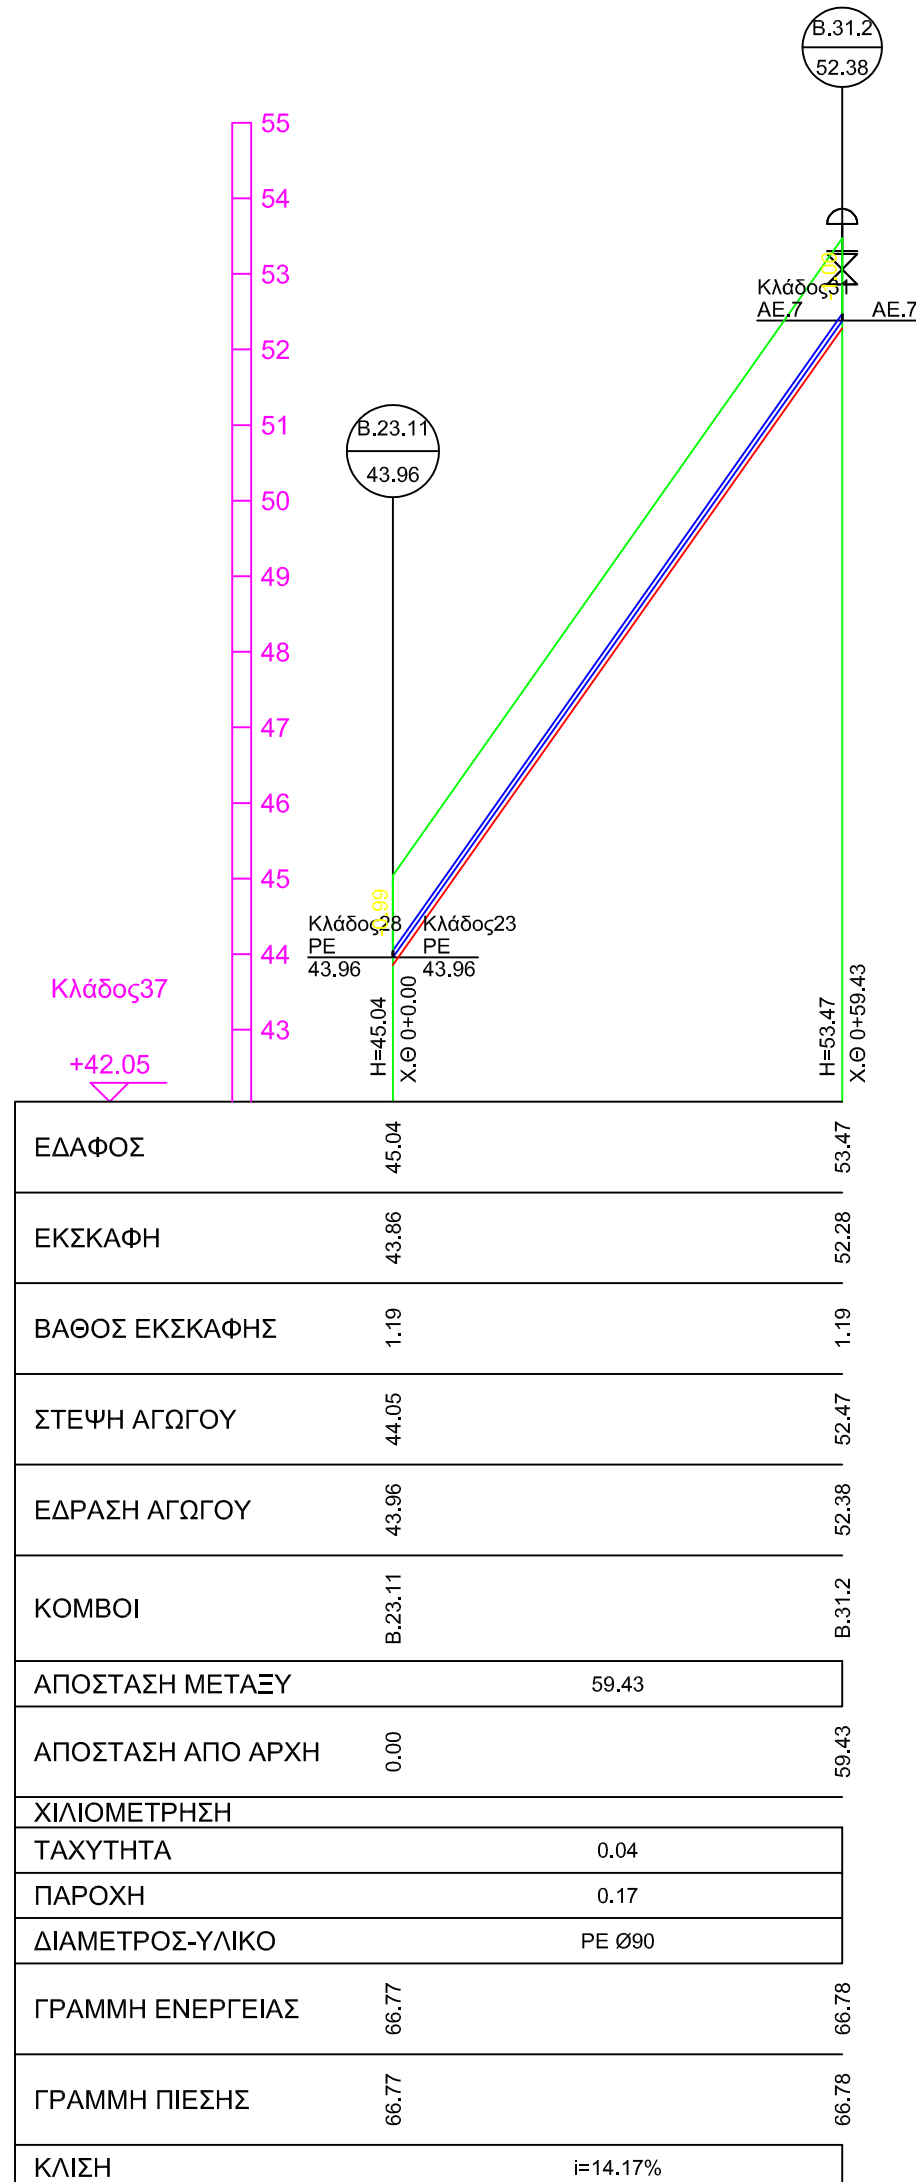 B.31.2
52.38
55
54
53
52
51
50
49
48
47
46
45
44
43
Κλάδος31
AE.7
AE.7
B.23.11
43.96
-0.99
Κλάδος28
PE
43.96
Κλάδος23
PE
43.96
Κλάδος37
+42.05
H=45.04
Χ.Θ 0+0.00
H=53.47
Χ.Θ 0+59.43
ΕΔΑΦΟΣ 45.04 53.47
ΕΚΣΚΑΦΗ 43.86 52.28
ΒΑΘΟΣ ΕΚΣΚΑΦΗΣ 1.19 1.19
ΣΤΕΨΗ ΑΓΩΓΟΥ 44.05 52.47
ΕΔΡΑΣΗ ΑΓΩΓΟΥ 43.96 52.38
ΚΟΜΒΟΙ B.23.11 B.31.2
ΑΠΟΣΤΑΣΗ ΜΕΤΑΞΥ 59.43
ΑΠΟΣΤΑΣΗ ΑΠΟ ΑΡΧΗ 0.00 59.43
ΧΙΛΙΟΜΕΤΡΗΣΗ
ΤΑΧΥΤΗΤΑ 0.04
ΠΑΡΟΧΗ 0.17
ΔΙΑΜΕΤΡΟΣ-ΥΛΙΚΟ PE Ø90
ΓΡΑΜΜΗ ΕΝΕΡΓΕΙΑΣ 66.77 66.78
ΓΡΑΜΜΗ ΠΙΕΣΗΣ 66.77 66.78
ΚΛΙΣΗ i=14.17%